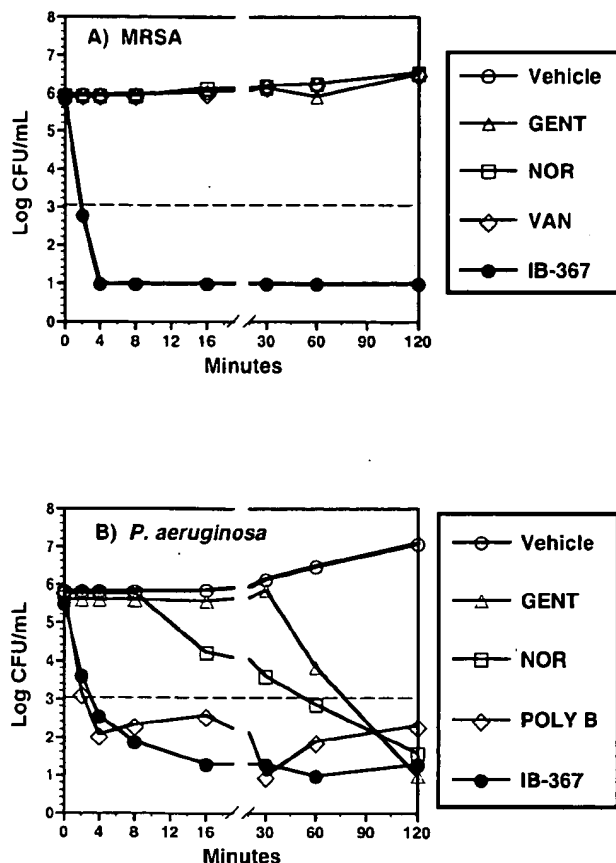 A) MRSA
Log CFU/mL
8
7
6
5
4
3
2
1
0
0 4 8 12 16 30 60 90 120
Minutes
Vehicle
GENT
NOR
VAN
IB-367
B) P. aeruginosa
Log CFU/mL
8
7
6
5
4
3
2
1
0
0 4 8 12 16 30 60 90 120
Minutes
Vehicle
GENT
NOR
POLY B
IB-367